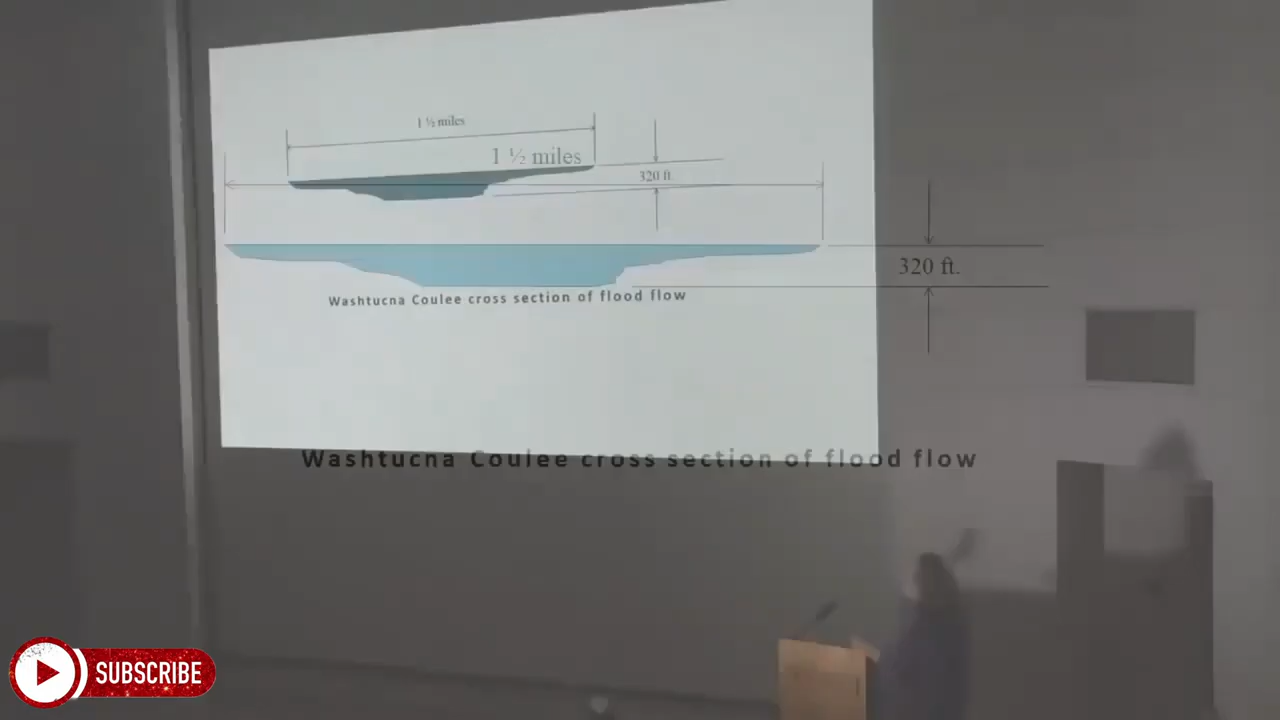 1 ½ miles
1 ½ miles
320 ft.
320 ft.
Washtucna Coulee cross section of flood flow
Washtucna Coulee cross section of flood flow
SUBSCRIBE